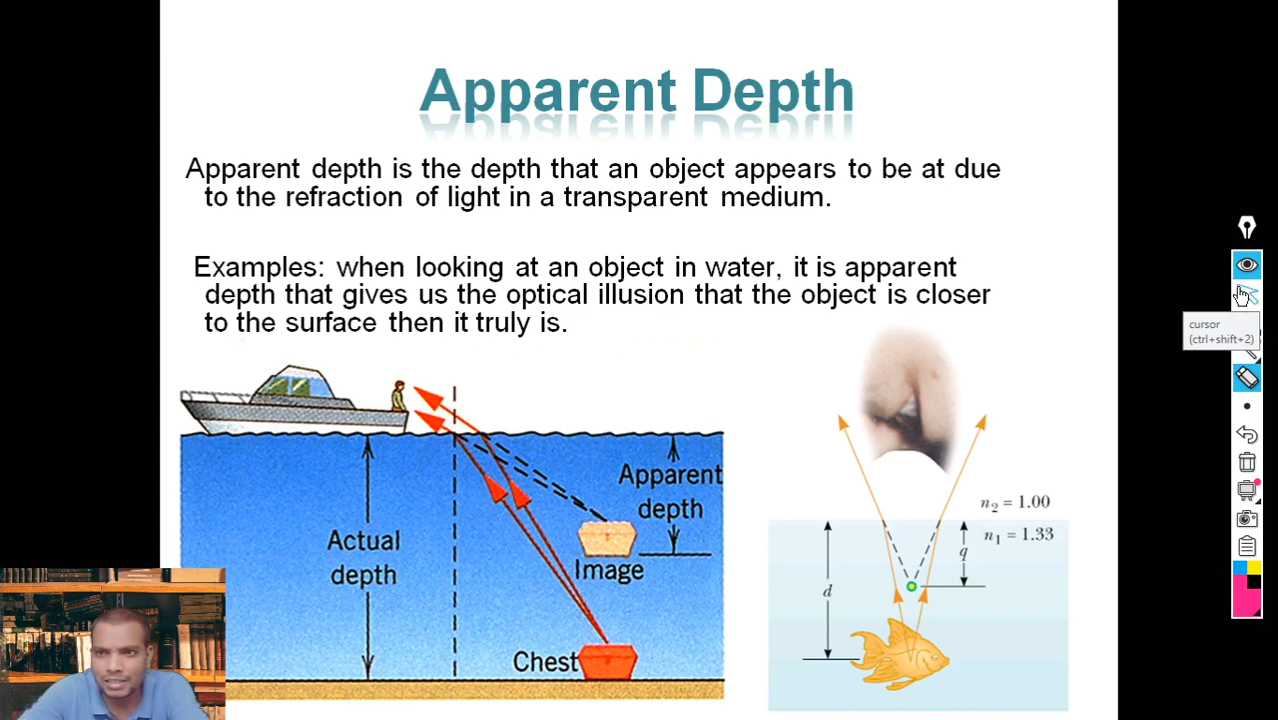 Apparent Depth
Apparent depth is the depth that an object appears to be at due
to the refraction of light in a transparent medium.
Examples: when looking at an object in water, it is apparent
depth that gives us the optical illusion that the object is closer
to the surface then it truly is.
cursor
(ctrl+shift+2)
Apparent
depth
Actual
depth
Image
Chest
n₂ = 1.00
n₁ = 1.33
q
d